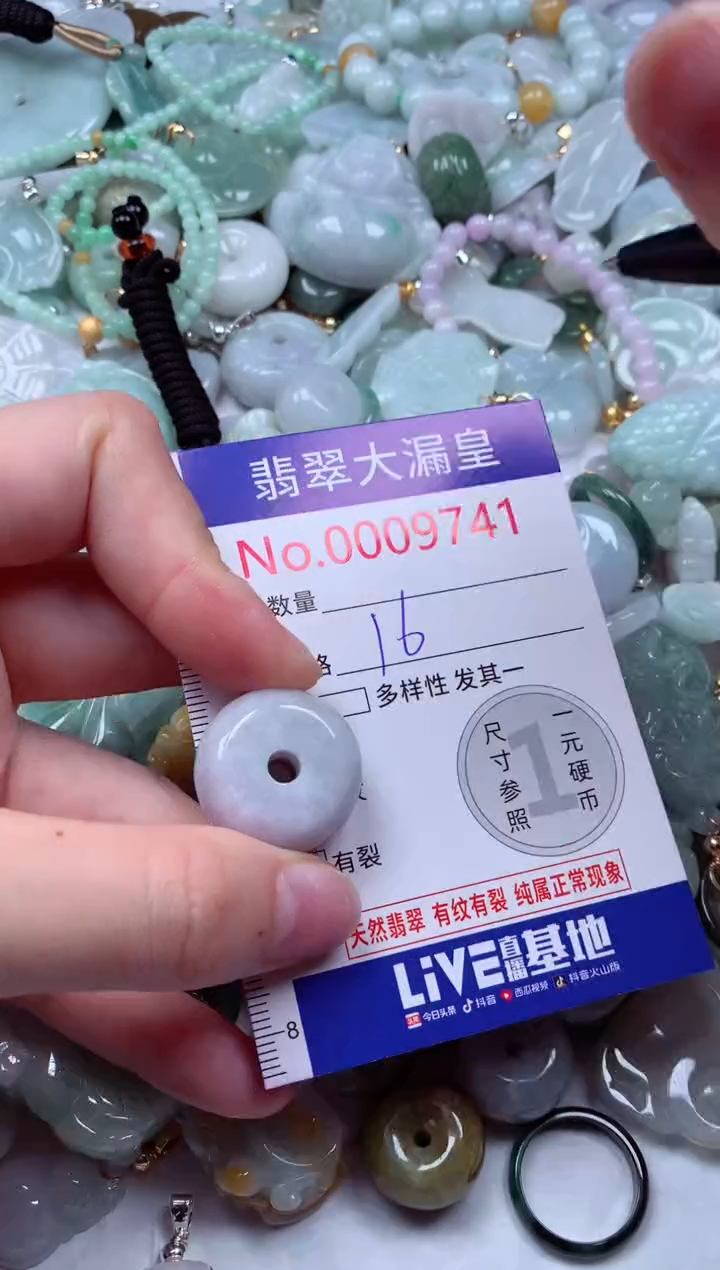 翡翠大漏皇
No.0009741
数量
格 16
多样性发其一
尺寸参照
1
一元硬币
有裂
天然翡翠 有纹有裂 纯属正常现象
LiVE直播基地
今日头条 抖音 西瓜视频 抖音火山版
8